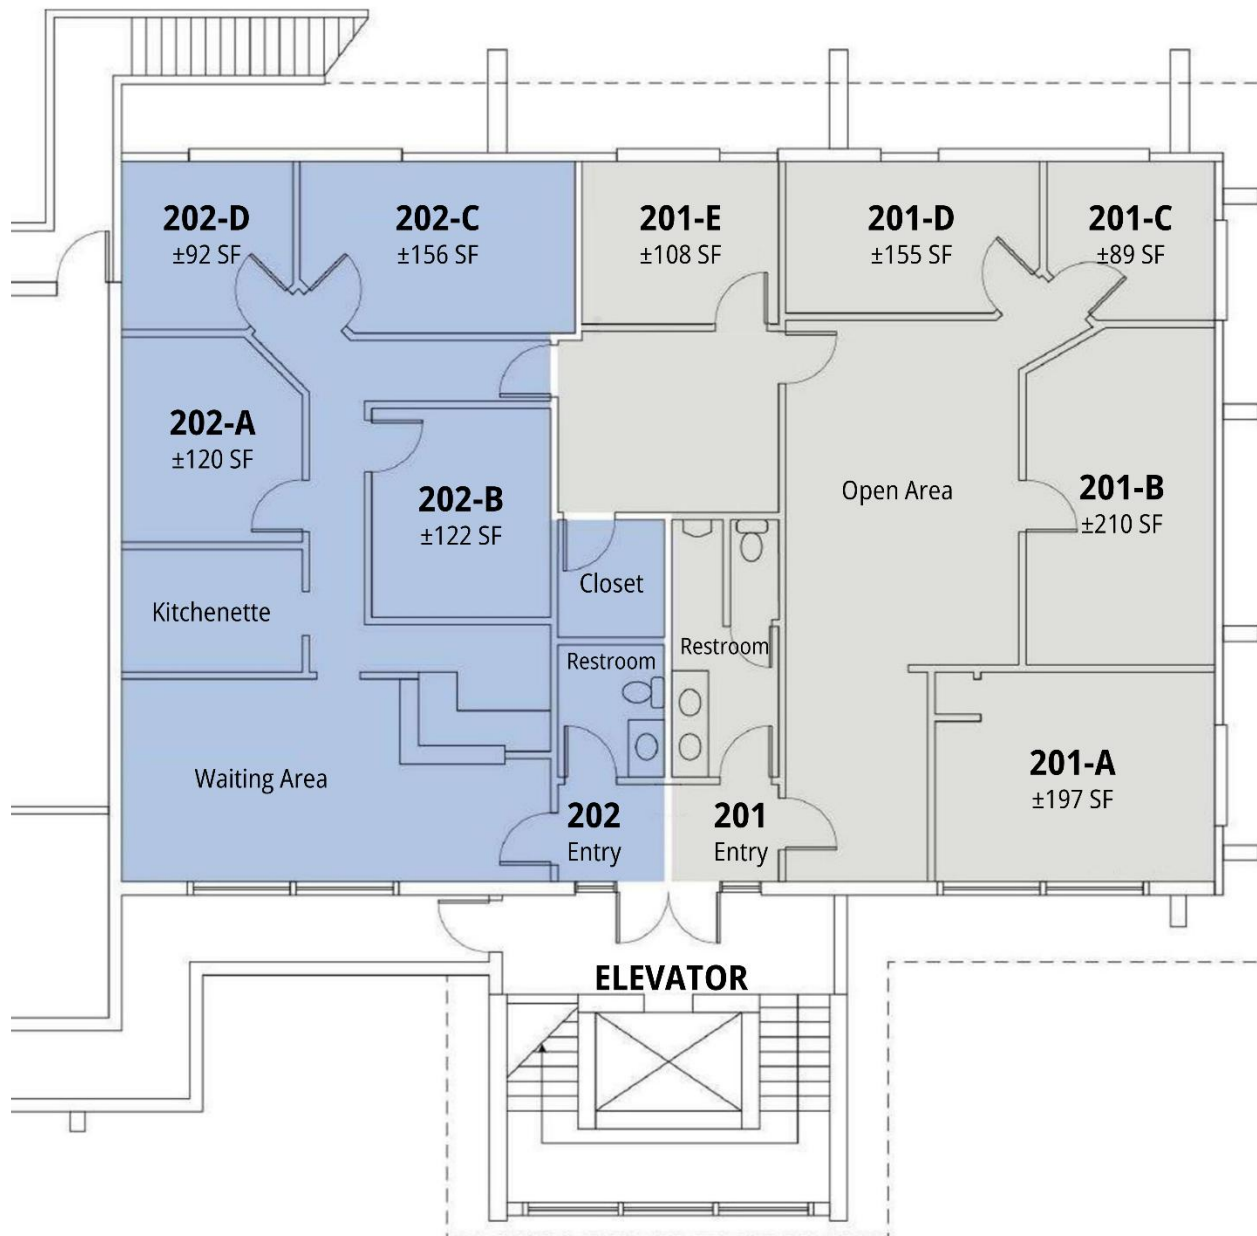 202-D
±92 SF
202-C
±156 SF
201-E
±108 SF
201-D
±155 SF
201-C
±89 SF
202-A
±120 SF
202-B
±122 SF
Open Area
201-B
±210 SF
Kitchenette
Closet
Restroom
Restroom
Waiting Area
202
Entry
201
Entry
201-A
±197 SF
ELEVATOR